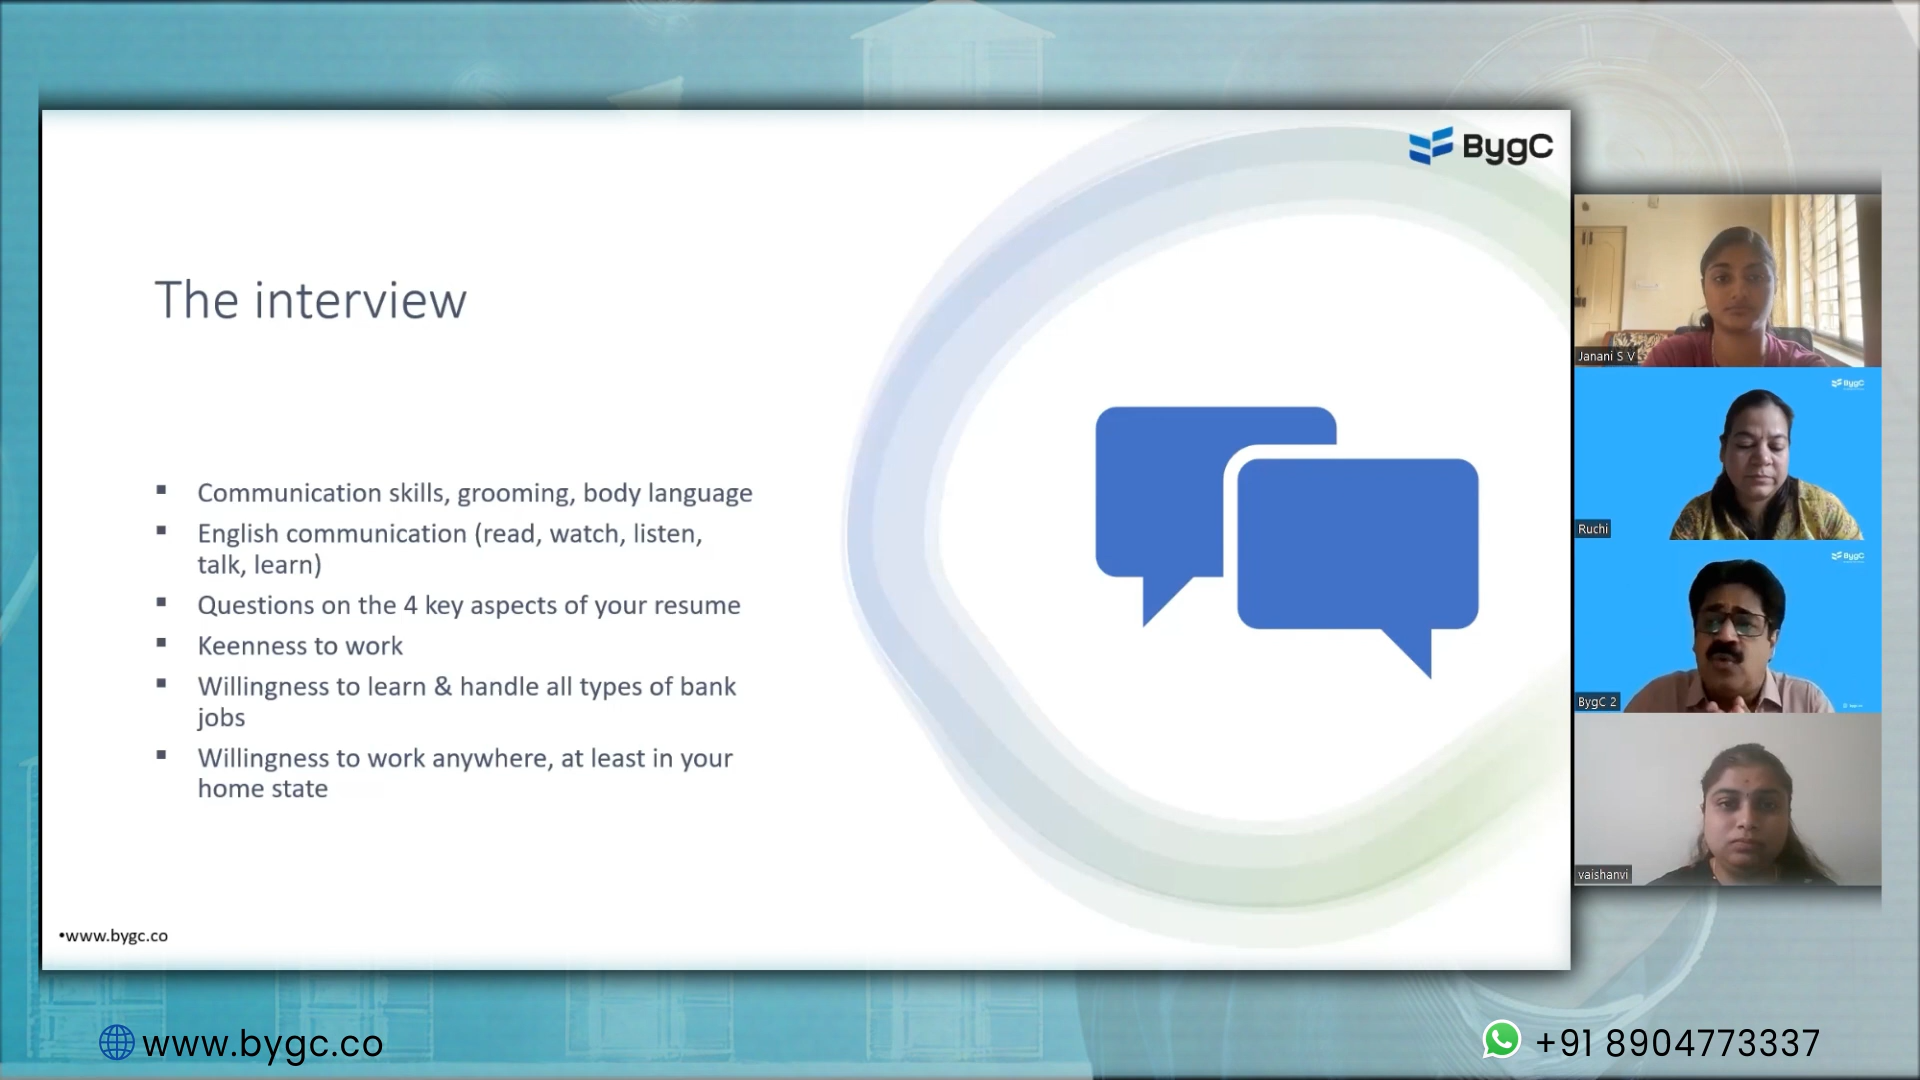 BygC
The interview
▪ Communication skills, grooming, body language
▪ English communication (read, watch, listen,
talk, learn)
▪ Questions on the 4 key aspects of your resume
▪ Keenness to work
▪ Willingness to learn & handle all types of bank
jobs
▪ Willingness to work anywhere, at least in your
home state
•www.bygc.co
Janani S V
BygC
Ruchi
BygC
BygC 2
vaishanvi
www.bygc.co
+91 8904773337